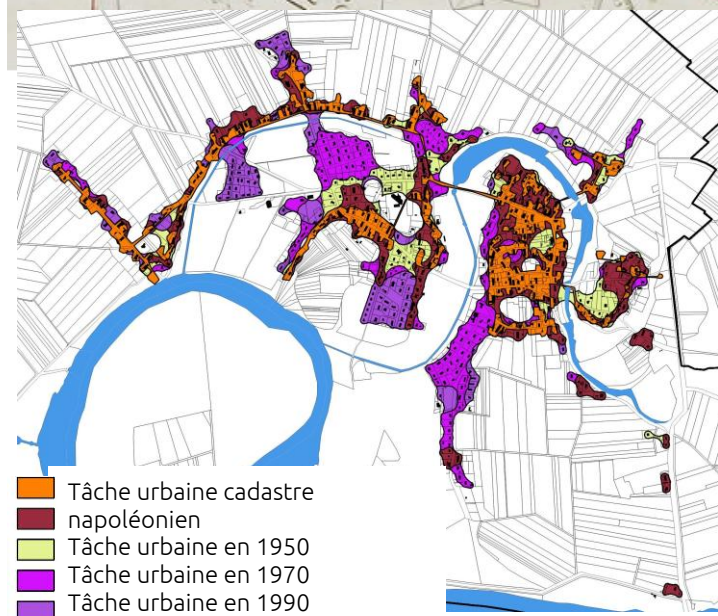 Tâche urbaine cadastre
napoléonien
Tâche urbaine en 1950
Tâche urbaine en 1970
Tâche urbaine en 1990